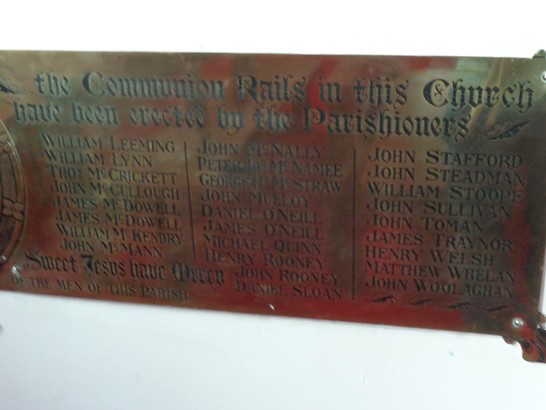 the Communion Rails in this Church
have been erected by the Parishioners
WILLIAM LEEMING
WILLIAM LYNN
THOS MCCRICKETT
JOHN MCCULLOUGH
JAMES MCDOWELL
JAMES MCDOWELL
WILLIAM MCKENDRY
JOHN MCMANN
Sweet Jesus have Mercy
OF THE MEN OF THIS PARISH
JOHN MCNALLY
PETER MCNAMEE
GEORGE H. MCSTRAW
JOHN MULLOY
DANIEL O'NEILL
JAMES O'NEILL
MICHAEL QUINN
HENRY ROONEY
JOHN ROONEY
DANIEL SLOAN
JOHN STAFFORD
JOHN STEADMAN
WILLIAM STOOPE
JOHN SULLIVAN
JOHN TOMAN
JAMES TRAYNOR
HENRY WELSH
MATTHEW WHELAN
JOHN WOOLAGHAN